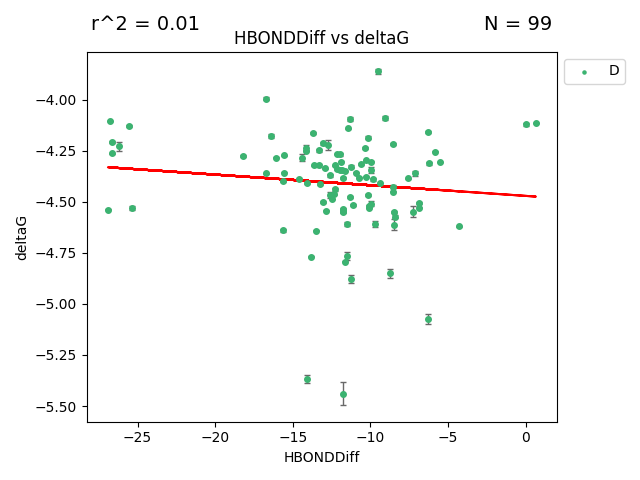 r^2 = 0.01
N = 99
HBONDDiff vs deltaG
D
−4.00
−4.25
−4.50
−4.75
−5.00
−5.25
−5.50
deltaG
−25
−20
−15
−10
−5
0
HBONDDiff